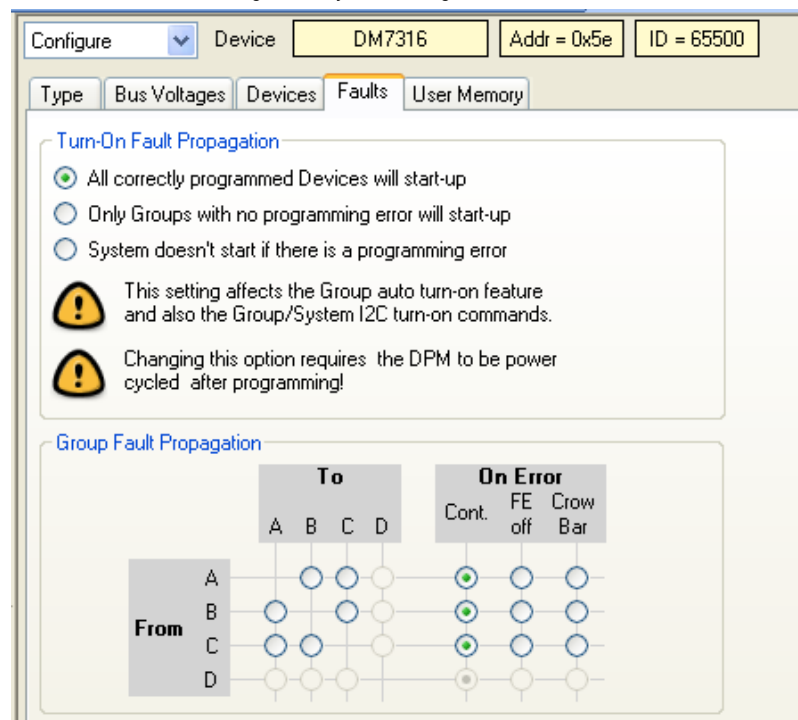 Configure Device DM7316 Addr = 0x5e ID = 65500
Type Bus Voltages Devices Faults User Memory
Turn-On Fault Propagation
All correctly programmed Devices will start-up
Only Groups with no programming error will start-up
System doesn't start if there is a programming error
This setting affects the Group auto turn-on feature
and also the Group/System I2C turn-on commands.
Changing this option requires the DPM to be power
cycled after programming!
Group Fault Propagation
To On Error
A B C D Cont. FE off Crow Bar
From
A
B
C
D